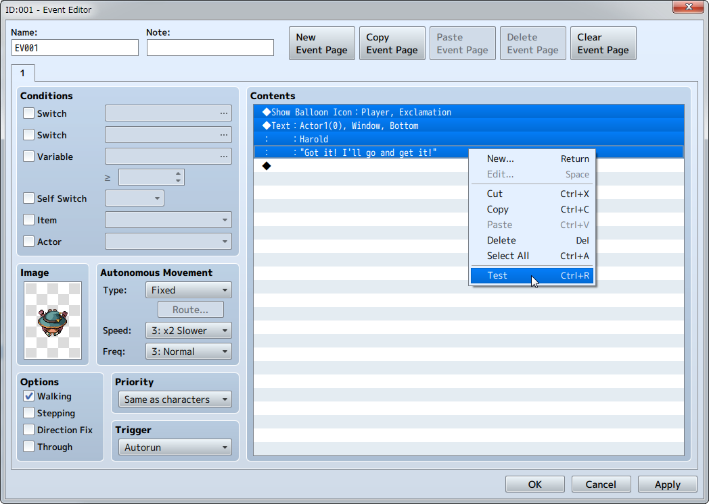 ID:001 - Event Editor
Name:
Note:
EV001
New Event Page
Copy Event Page
Paste Event Page
Delete Event Page
Clear Event Page
1
Conditions
Switch
...
Switch
...
Variable
...
≥
Self Switch
Item
Actor
Image
Autonomous Movement
Type: Fixed
Route...
Speed: 3: x2 Slower
Freq: 3: Normal
Options
Walking
Stepping
Direction Fix
Through
Priority
Same as characters
Trigger
Autorun
Contents
◆Show Balloon Icon : Player, Exclamation
◆Text : Actor1(0), Window, Bottom
: : Harold
: : "Got it! I'll go and get it!"
◆
New... Return
Edit... Space
Cut Ctrl+X
Copy Ctrl+C
Paste Ctrl+V
Delete Del
Select All Ctrl+A
Test Ctrl+R
OK
Cancel
Apply